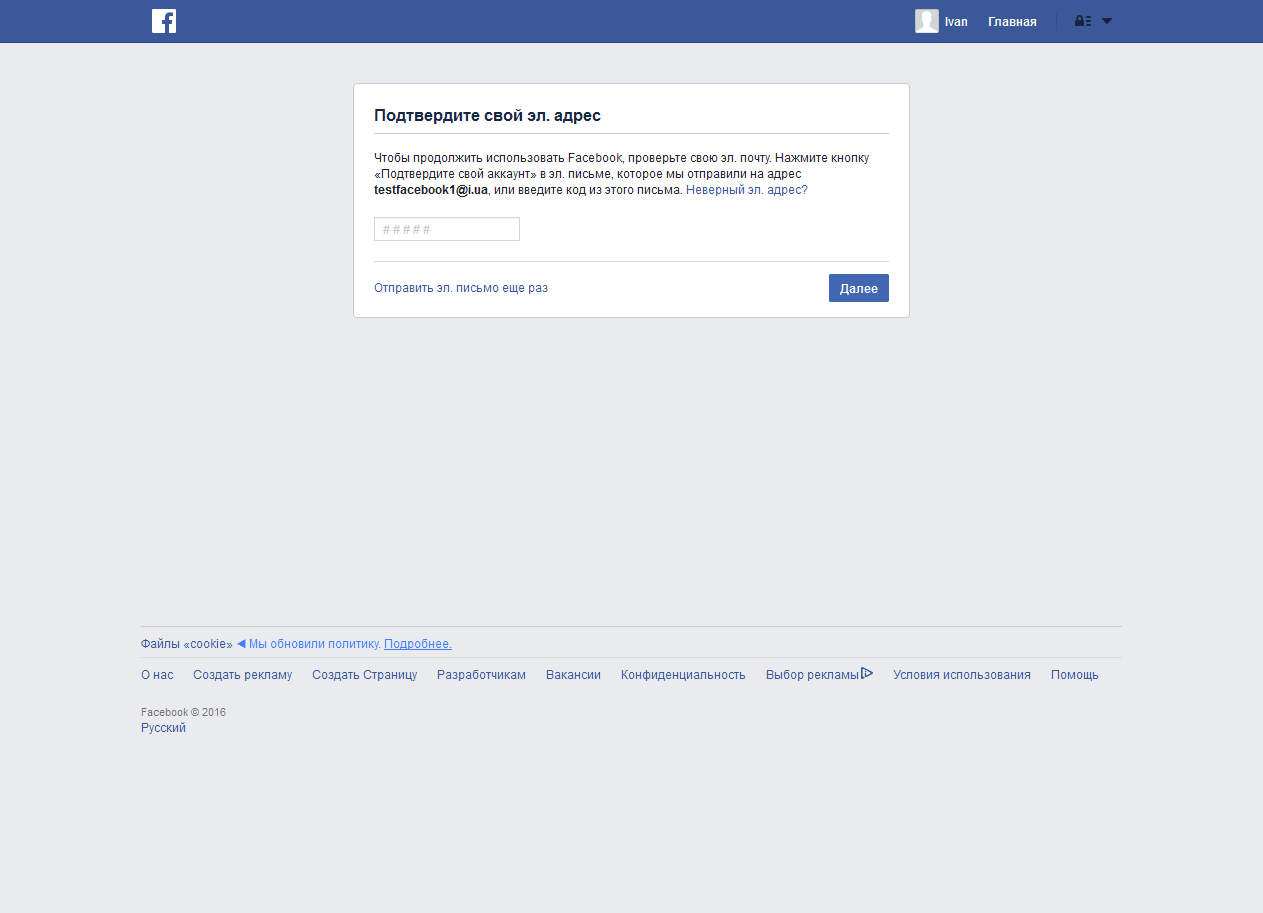 Ivan Главная
Подтвердите свой эл. адрес
Чтобы продолжить использовать Facebook, проверьте свою эл. почту. Нажмите кнопку
«Подтвердите свой аккаунт» в эл. письме, которое мы отправили на адрес
testfacebook1@i.ua, или введите код из этого письма. Неверный эл. адрес?
# # # # #
Отправить эл. письмо еще раз Далее
Файлы «cookie» ◀ Мы обновили политику. Подробнее.
О нас Создать рекламу Создать Страницу Разработчикам Вакансии Конфиденциальность Выбор рекламы Условия использования Помощь
Facebook © 2016
Русский